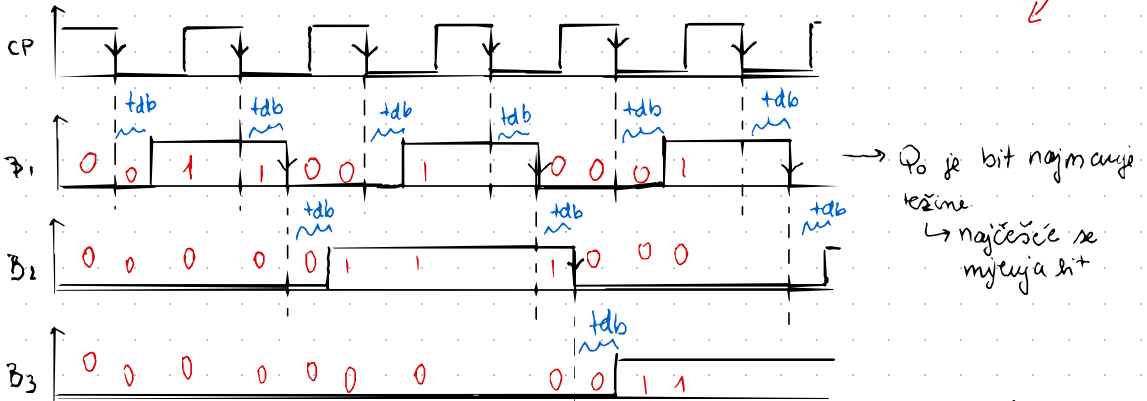 CP
tdb tdb tdb tdb tdb tdb
B1 0 0 1 1 0 0 1 0 0 0 1
→ Q0 je bit najmanje
težine
↳ najčešće se
mjenja bit
tdb tdb tdb
B2 0 0 0 0 0 1 1 1 0 0 0
tdb
B3 0 0 0 0 0 0 0 0 0 1 1